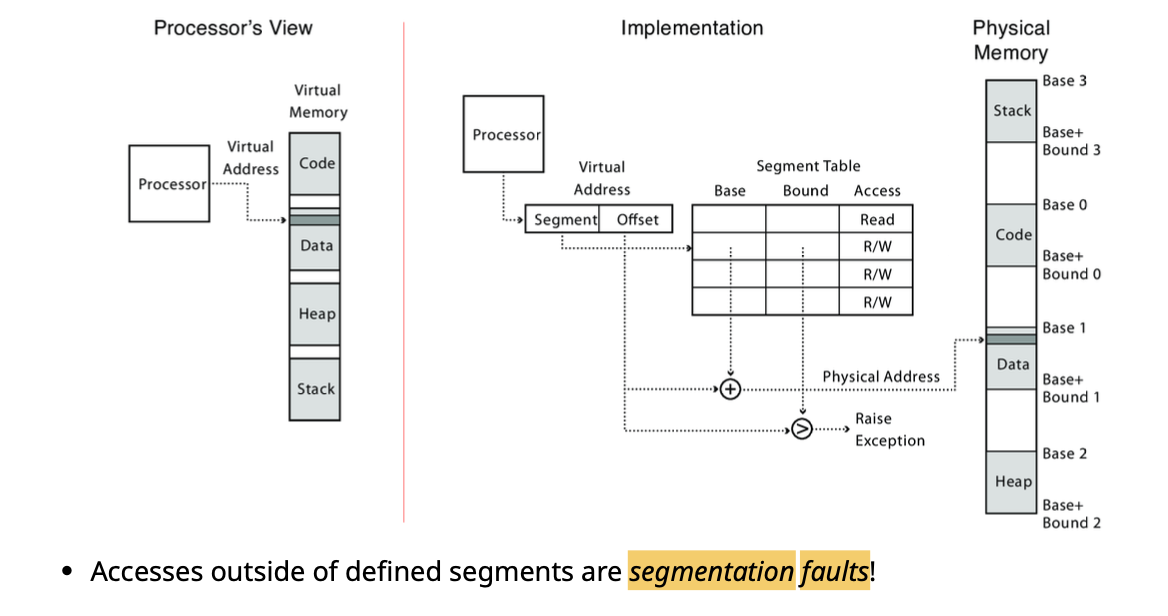 Processor's View
Virtual
Memory
Processor
Virtual
Address
Code
Data
Heap
Stack
Implementation
Processor
Virtual
Address
Segment
Offset
Segment Table
Base
Bound
Access
Read
R/W
R/W
R/W
+
Physical Address
>
Raise
Exception
Physical
Memory
Base 3
Stack
Base+
Bound 3
Base 0
Code
Base+
Bound 0
Base 1
Data
Base+
Bound 1
Base 2
Heap
Base+
Bound 2
• Accesses outside of defined segments are segmentation faults!